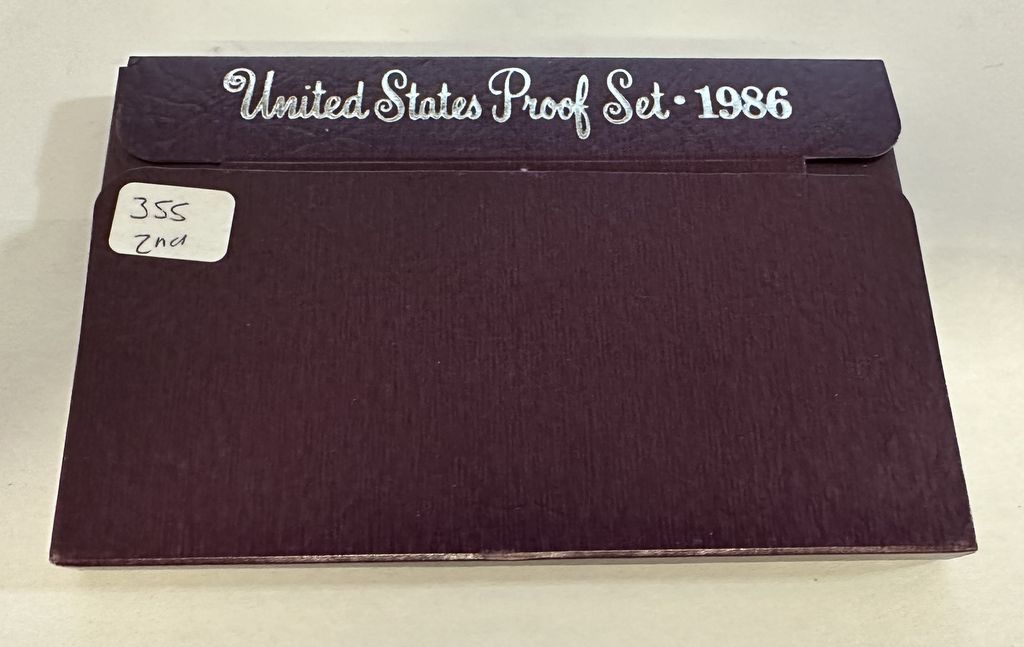 United States Proof Set • 1986
355
2nd